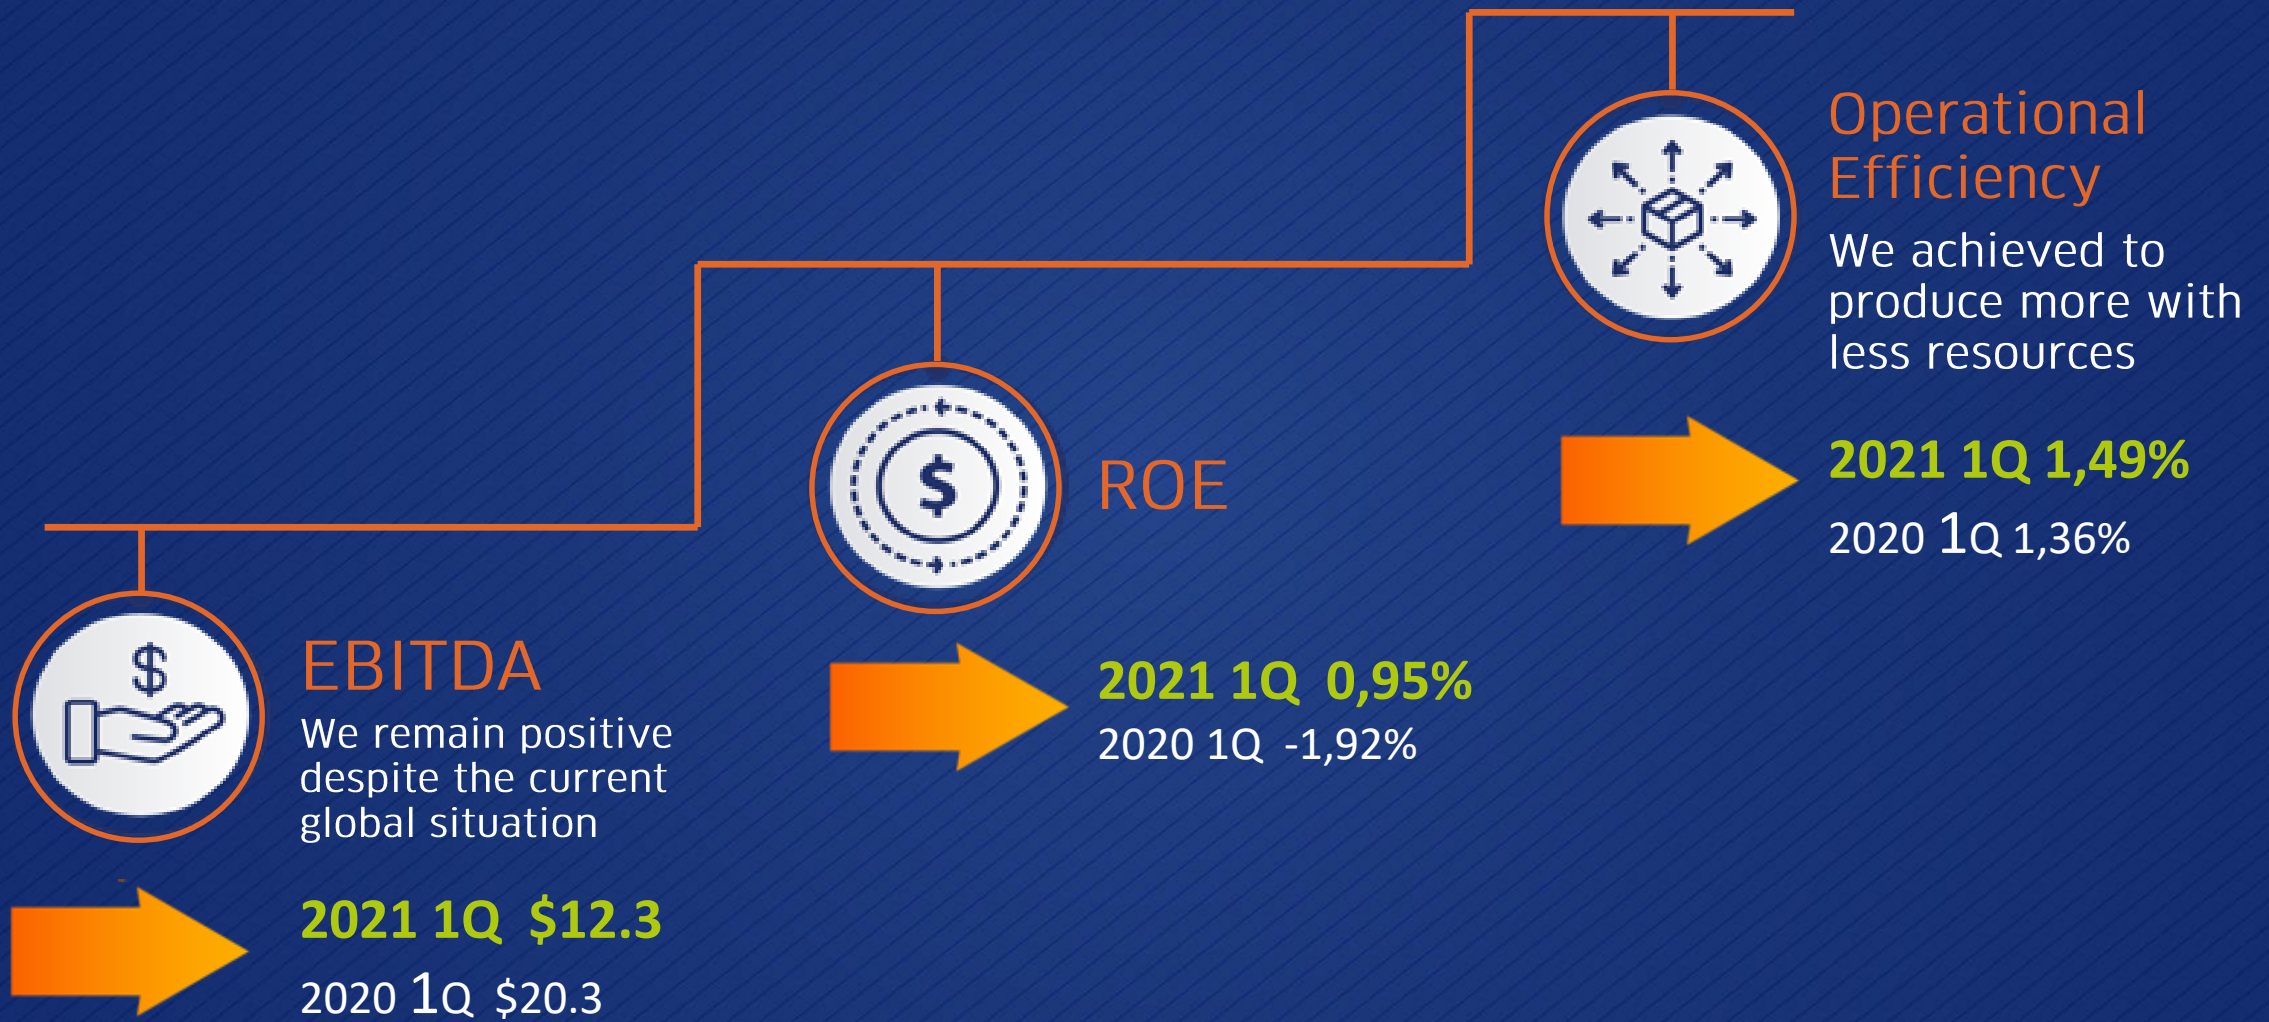 EBITDA
We remain positive
despite the current
global situation
2021 1Q $12.3
2020 1Q $20.3
ROE
2021 1Q 0,95%
2020 1Q -1,92%
Operational
Efficiency
We achieved to
produce more with
less resources
2021 1Q 1,49%
2020 1Q 1,36%